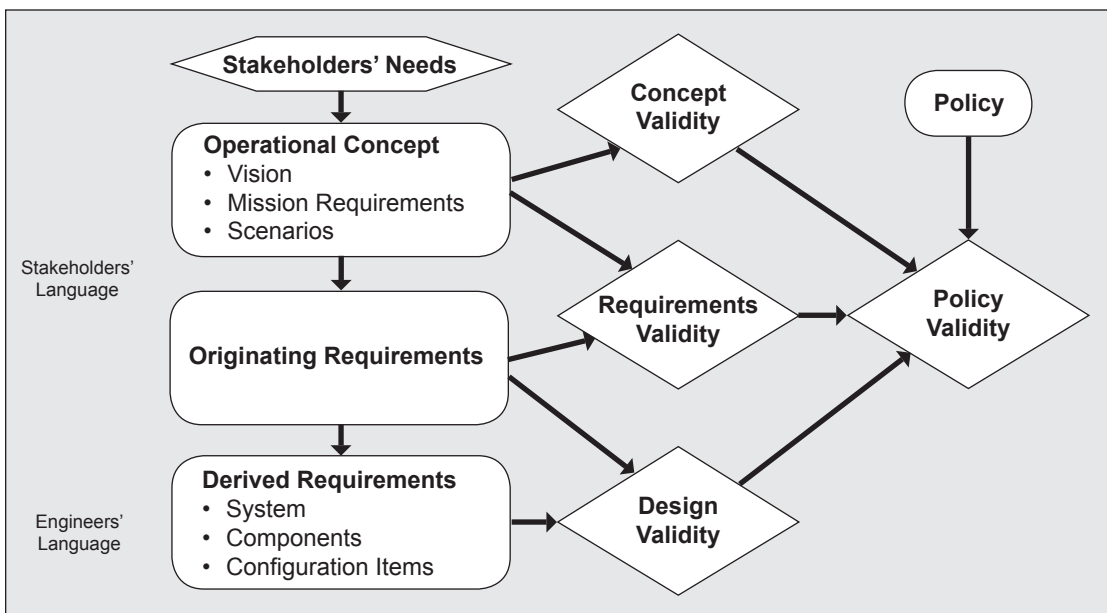 Stakeholders’ Needs
Concept
Validity
Policy
Operational Concept
• Vision
• Mission Requirements
• Scenarios
Stakeholders’
Language
Originating Requirements
Requirements
Validity
Policy
Validity
Derived Requirements
• System
• Components
• Configuration Items
Engineers’
Language
Design
Validity